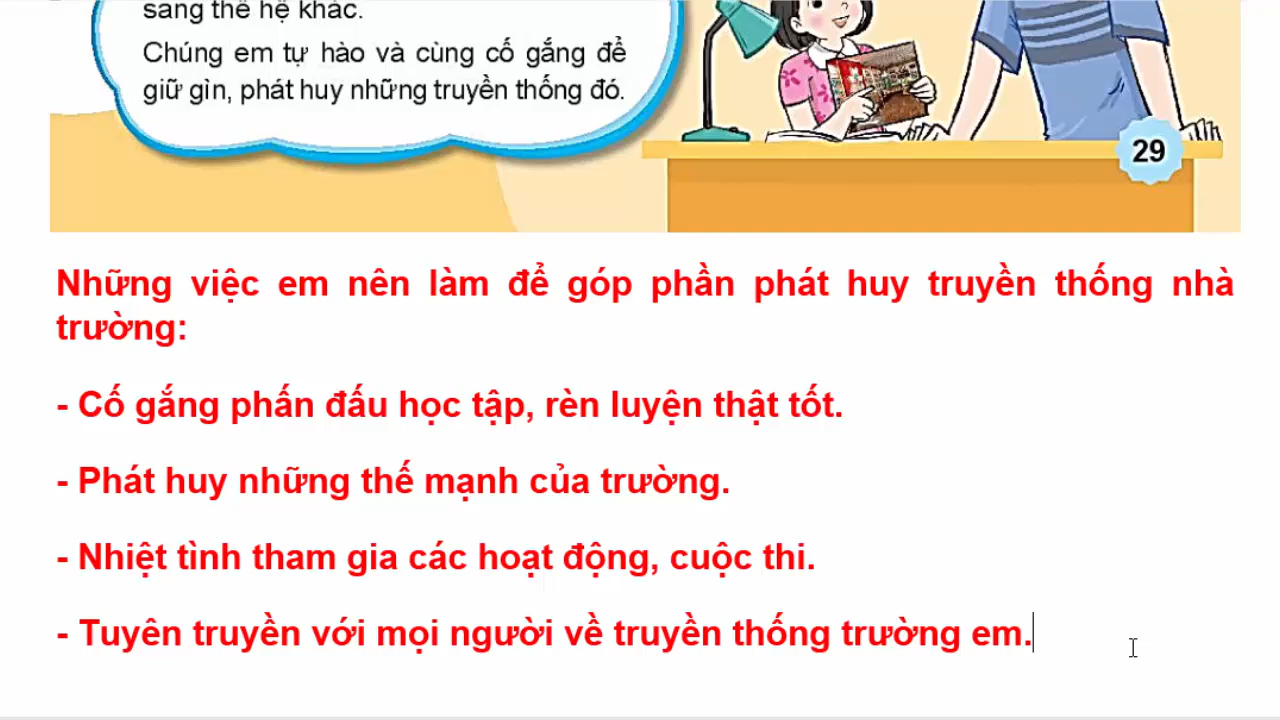 sang thế hệ khác.
Chúng em tự hào và cùng cố gắng để
giữ gìn, phát huy những truyền thống đó.
29
Những việc em nên làm để góp phần phát huy truyền thống nhà
trường:
- Cố gắng phấn đấu học tập, rèn luyện thật tốt.
- Phát huy những thế mạnh của trường.
- Nhiệt tình tham gia các hoạt động, cuộc thi.
- Tuyên truyền với mọi người về truyền thống trường em.